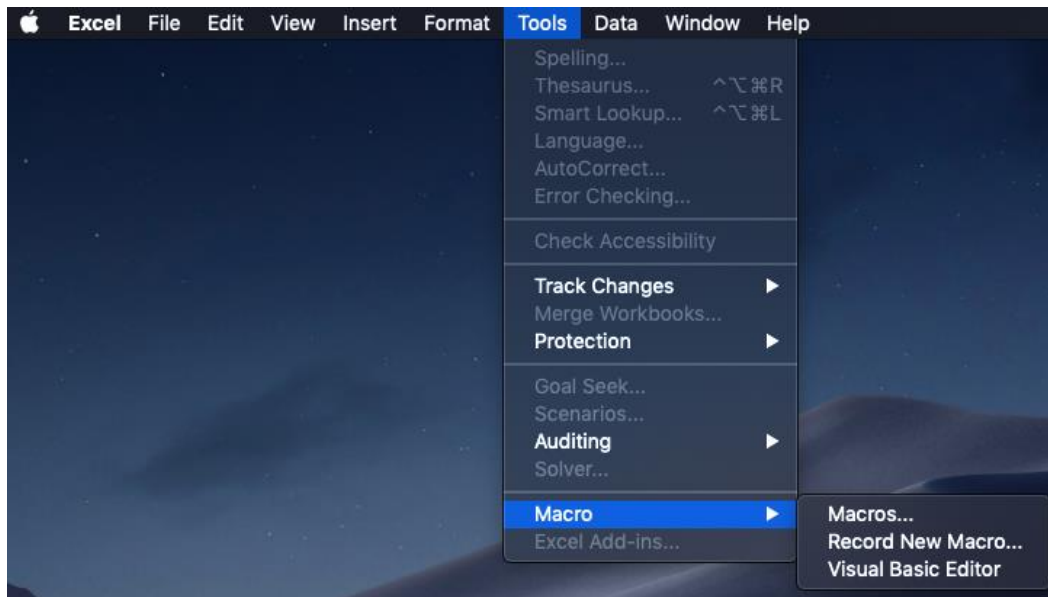 Excel File Edit View Insert Format Tools Data Window Help
Spelling...
Thesaurus... ^⌥⌘R
Smart Lookup... ^⌥⌘L
Language...
AutoCorrect...
Error Checking...
Check Accessibility
Track Changes ▶
Merge Workbooks...
Protection ▶
Goal Seek...
Scenarios...
Auditing ▶
Solver...
Macro ▶
Excel Add-ins...
Macros...
Record New Macro...
Visual Basic Editor